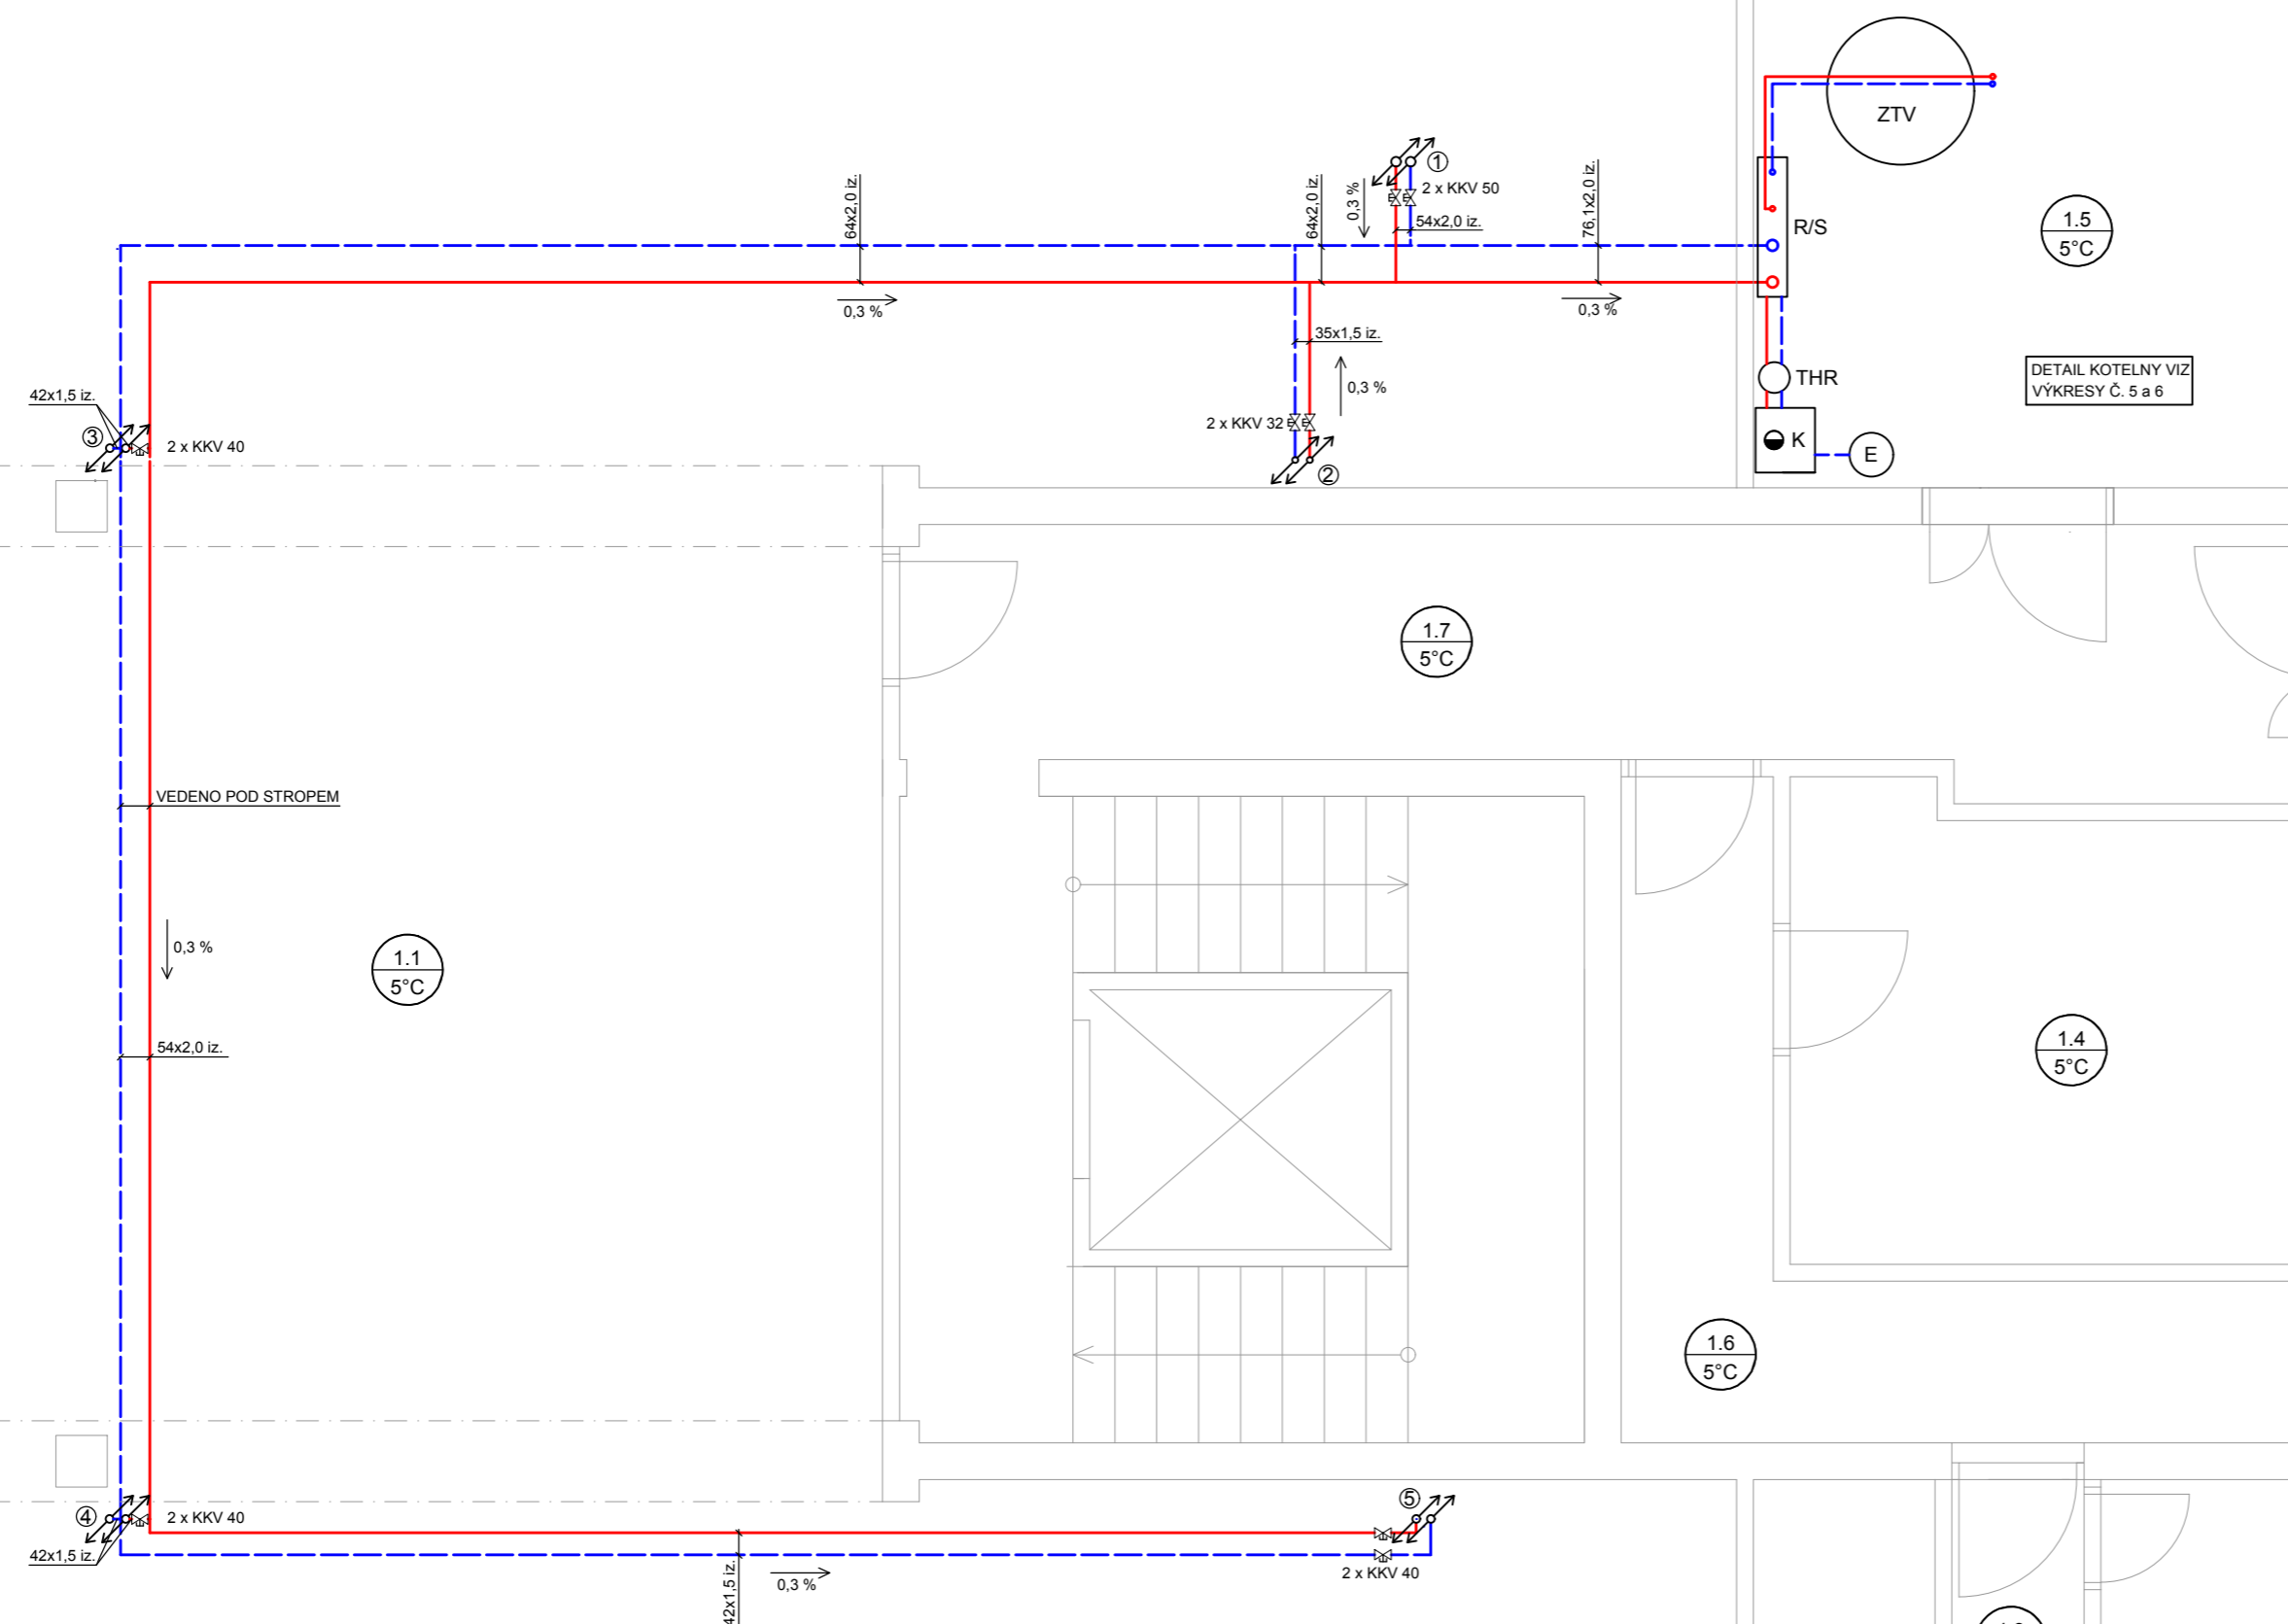 ZTV
1
2 x KKV 50
54x2,0 iz.
0,3 %
64x2,0 iz.
64x2,0 iz.
76,1x2,0 iz.
R/S
1.5
5°C
0,3 %
0,3 %
35x1,5 iz.
0,3 %
THR
DETAIL KOTELNY VIZ
VÝKRESY Č. 5 a 6
42x1,5 iz.
3
2 x KKV 40
2 x KKV 32
2
K
E
1.7
5°C
VEDENO POD STROPEM
0,3 %
1.1
5°C
54x2,0 iz.
1.4
5°C
1.6
5°C
4
2 x KKV 40
42x1,5 iz.
5
42x1,5 iz.
0,3 %
2 x KKV 40